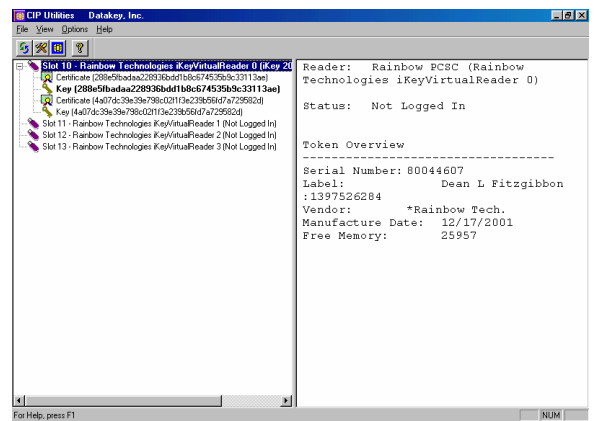 CIP Utilities Datakey, Inc.
File View Options Help
Slot 10 - Rainbow Technologies iKeyVirtualReader 0 (iKey 20
Certificate (288e5fbadaa228936bdd1b8c674535b9c33113ae)
Key (288e5fbadaa228936bdd1b8c674535b9c33113ae)
Certificate (4a07dc39e39e798c02f1f3e239b56fd7a729582d)
Key (4a07dc39e39e798c02f1f3e239b56fd7a729582d)
Slot 11 - Rainbow Technologies iKeyVirtualReader 1 (Not Logged In)
Slot 12 - Rainbow Technologies iKeyVirtualReader 2 (Not Logged In)
Slot 13 - Rainbow Technologies iKeyVirtualReader 3 (Not Logged In)
Reader: Rainbow PCSC (Rainbow
Technologies iKeyVirtualReader 0)
Status: Not Logged In
Token Overview
-----------------------------------
Serial Number: 80044607
Label: Dean L Fitzgibbon
:1397526284
Vendor: *Rainbow Tech.
Manufacture Date: 12/17/2001
Free Memory: 25957
For Help, press F1
NUM